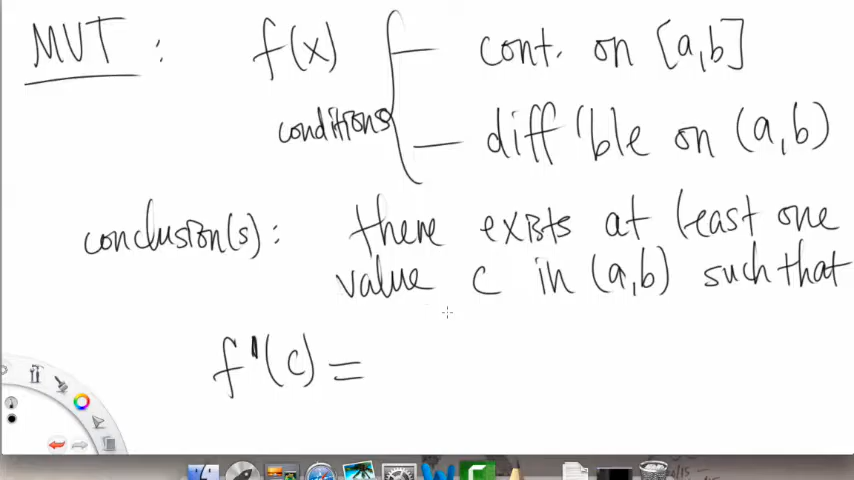 MVT : f(x) — cont. on [a,b]
conditions
— diff'ble on (a,b)
conclusion(s): there exists at least one
value c in (a,b) such that
f'(c) =